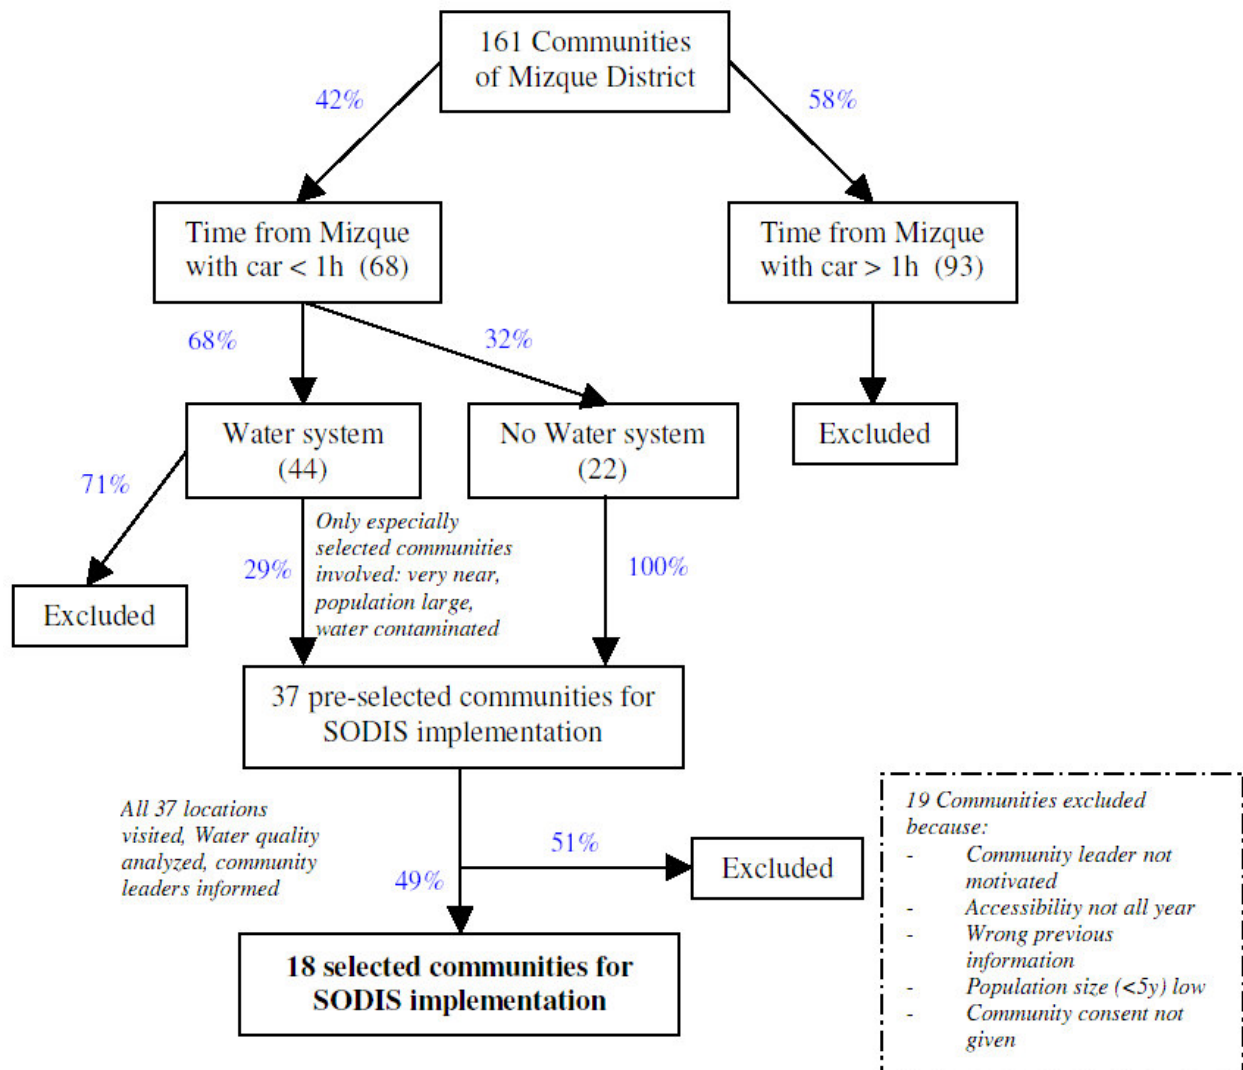 161 Communities
of Mizque District
42%
58%
Time from Mizque
with car < 1h  (68)
Time from Mizque
with car > 1h  (93)
68%
32%
Water system
(44)
No Water system
(22)
Excluded
71%
Only especially
selected communities
involved: very near,
population large,
water contaminated
29%
100%
Excluded
37 pre-selected communities for
SODIS implementation
All 37 locations
visited, Water quality
analyzed, community
leaders informed
51%
49%
Excluded
18 selected communities for
SODIS implementation
19 Communities excluded
because:
- Community leader not
motivated
- Accessibility not all year
- Wrong previous
information
- Population size (<5y) low
- Community consent not
given